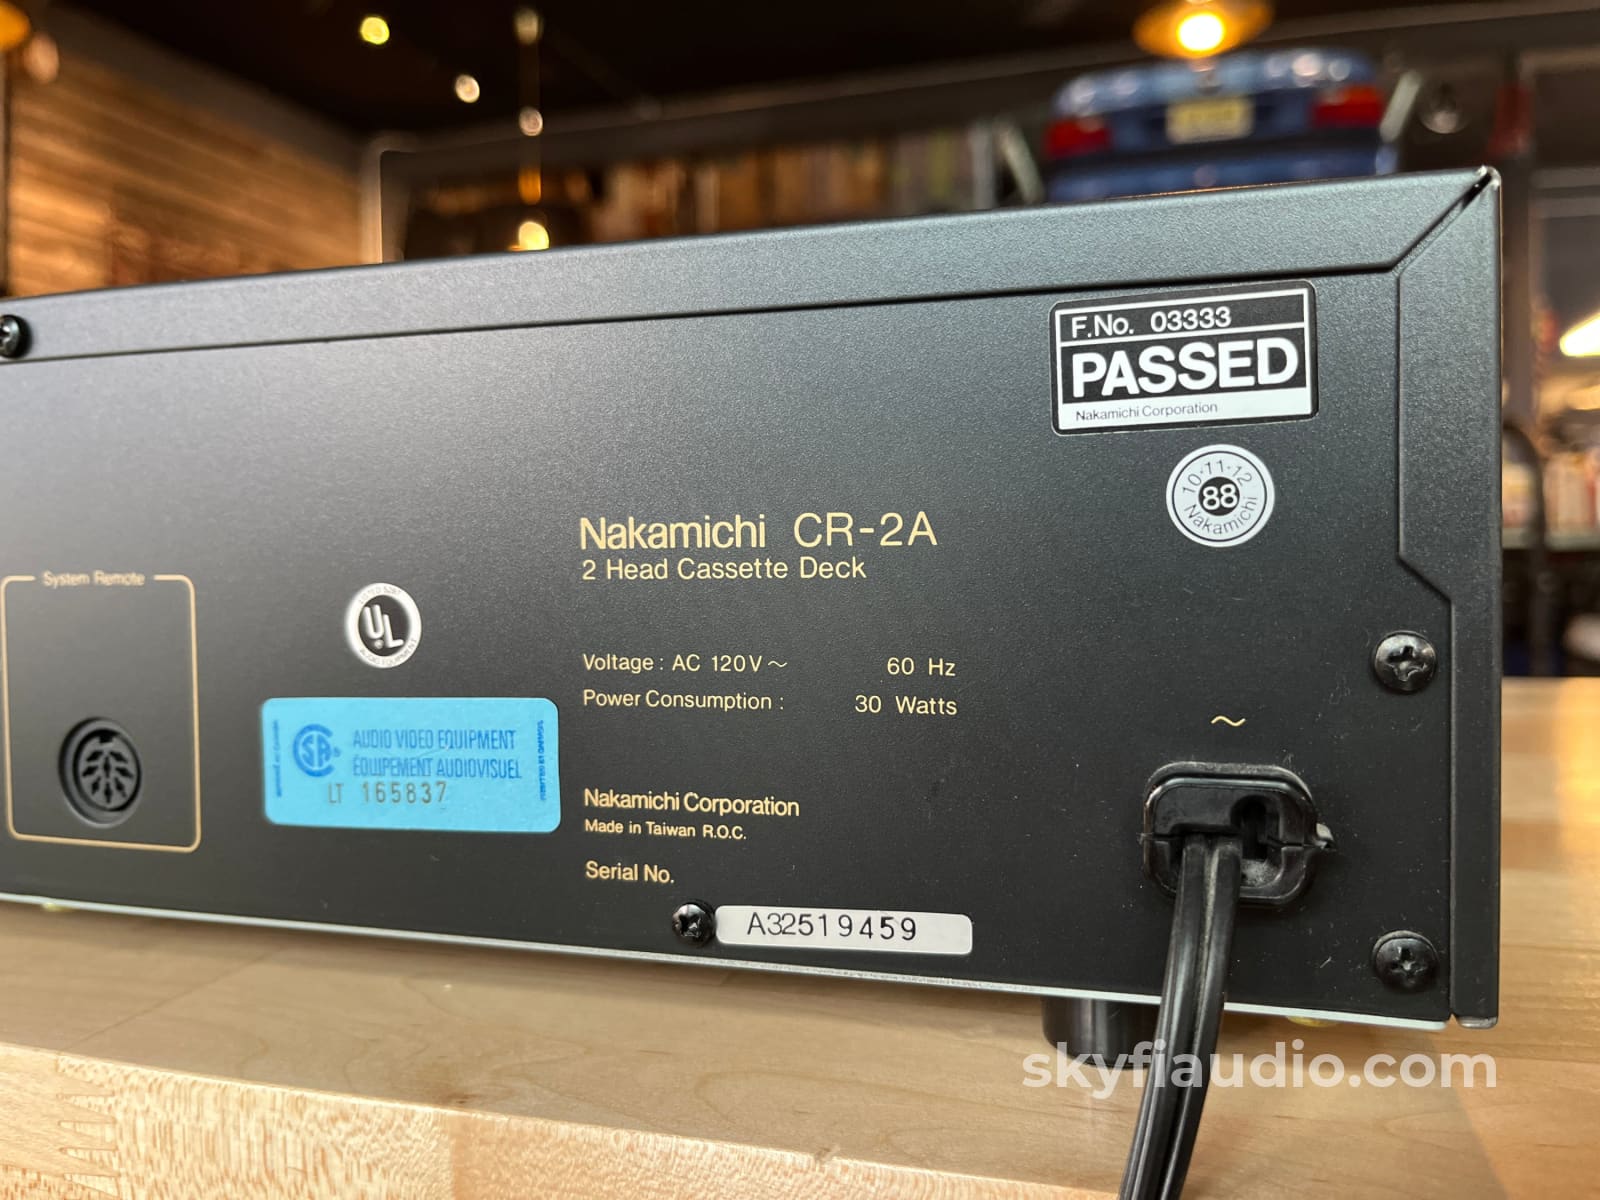 F.No. 03333
PASSED
Nakamichi Corporation
10·11·12
88
Nakamichi
Nakamichi CR-2A
2 Head Cassette Deck
System Remote
UL
Voltage : AC 120V～ 60 Hz
Power Consumption : 30 Watts
AUDIO VIDEO EQUIPMENT
ÉQUIPEMENT AUDIOVISUEL
LT 165837
Nakamichi Corporation
Made in Taiwan R.O.C.
Serial No.
A32519459
～
skyfiaudio.com